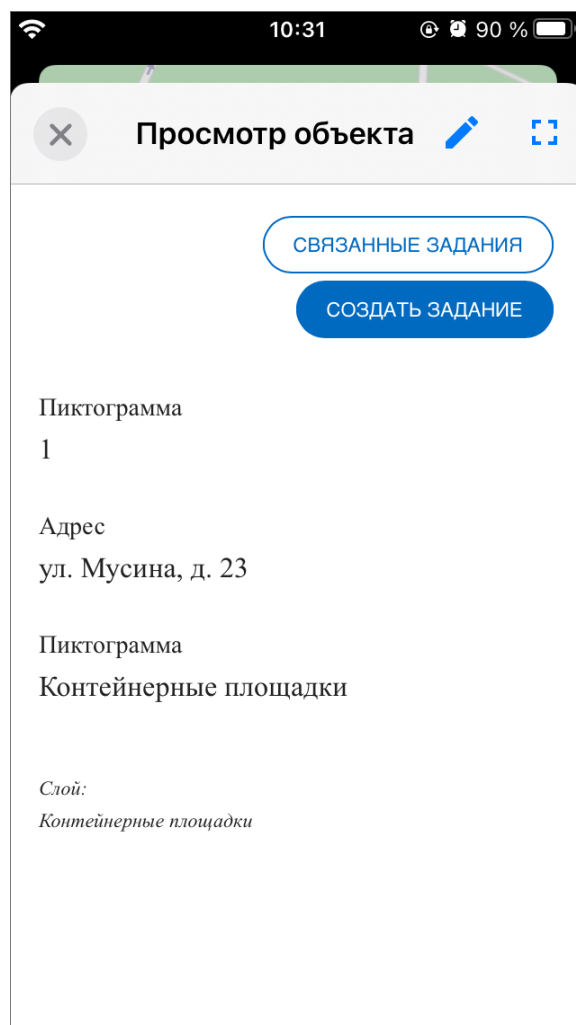 10:31 90 %
Просмотр объекта
СВЯЗАННЫЕ ЗАДАНИЯ
СОЗДАТЬ ЗАДАНИЕ
Пиктограмма
1
Адрес
ул. Мусина, д. 23
Пиктограмма
Контейнерные площадки
Слой:
Контейнерные площадки